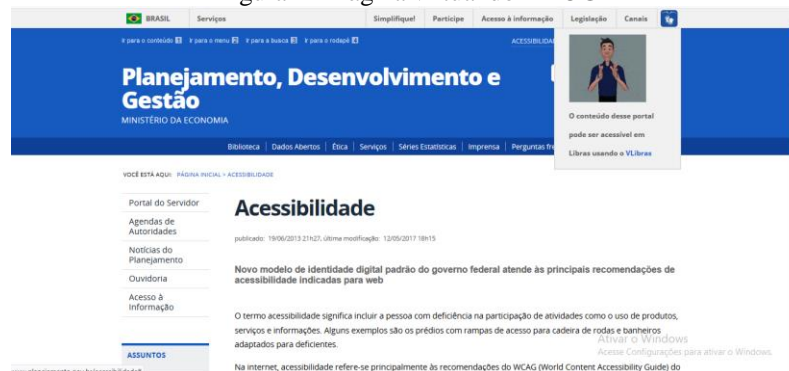 BRASIL Serviços Simplifique! Participe Acesso à informação Legislação Canais
Ir para o conteúdo 1 Ir para o menu 2 Ir para a busca 3 Ir para o rodapé 4 ACESSIBILIDA
Planejamento, Desenvolvimento e
Gestão
MINISTÉRIO DA ECONOMIA
O conteúdo desse portal
pode ser acessível em
Libras usando o VLibras
Biblioteca | Dados Abertos | Ética | Serviços | Séries Estatísticas | Imprensa | Perguntas fre
VOCÊ ESTÁ AQUI: PÁGINA INICIAL > ACESSIBILIDADE
Portal do Servidor
Agendas de
Autoridades
Notícias do
Planejamento
Ouvidoria
Acesso à
Informação
ASSUNTOS
Acessibilidade
publicado: 19/06/2013 21h27, última modificação: 12/05/2017 18h15
Novo modelo de identidade digital padrão do governo federal atende às principais recomendações de
acessibilidade indicadas para web
O termo acessibilidade significa incluir a pessoa com deficiência na participação de atividades como o uso de produtos,
serviços e informações. Alguns exemplos são os prédios com rampas de acesso para cadeira de rodas e banheiros
adaptados para deficientes.
Na internet, acessibilidade refere-se principalmente às recomendações do WCAG (World Content Accessibility Guide) do
Ativar o Windows
Acesse Configurações para ativar o Windows.